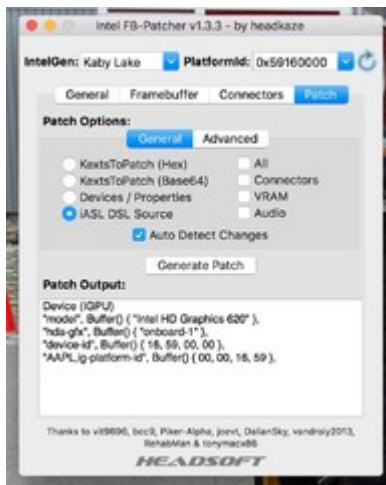 Intel FB-Patcher v1.3.3 - by headkaze
IntelGen: Kaby Lake PlatformId: 0x59160000
General Framebuffer Connectors Patch
Patch Options:
General Advanced
KextsToPatch (Hex) All
KextsToPatch (Base64) Connectors
Devices / Properties VRAM
iASL DSL Source Audio
Auto Detect Changes
Generate Patch
Patch Output:
Device (IGPU)
"model", Buffer() { "Intel HD Graphics 620" },
"hda-gfx", Buffer() { "onboard-1" },
"device-id", Buffer() { 16, 59, 00, 00 },
"AAPL,ig-platform-id", Buffer() { 00, 00, 16, 59 },
Thanks to vit9696, bcc9, Piker-Alpha, joevt, DalianSky, vandroiy2013,
RehabMan & tonymacx86
HEADSOFT